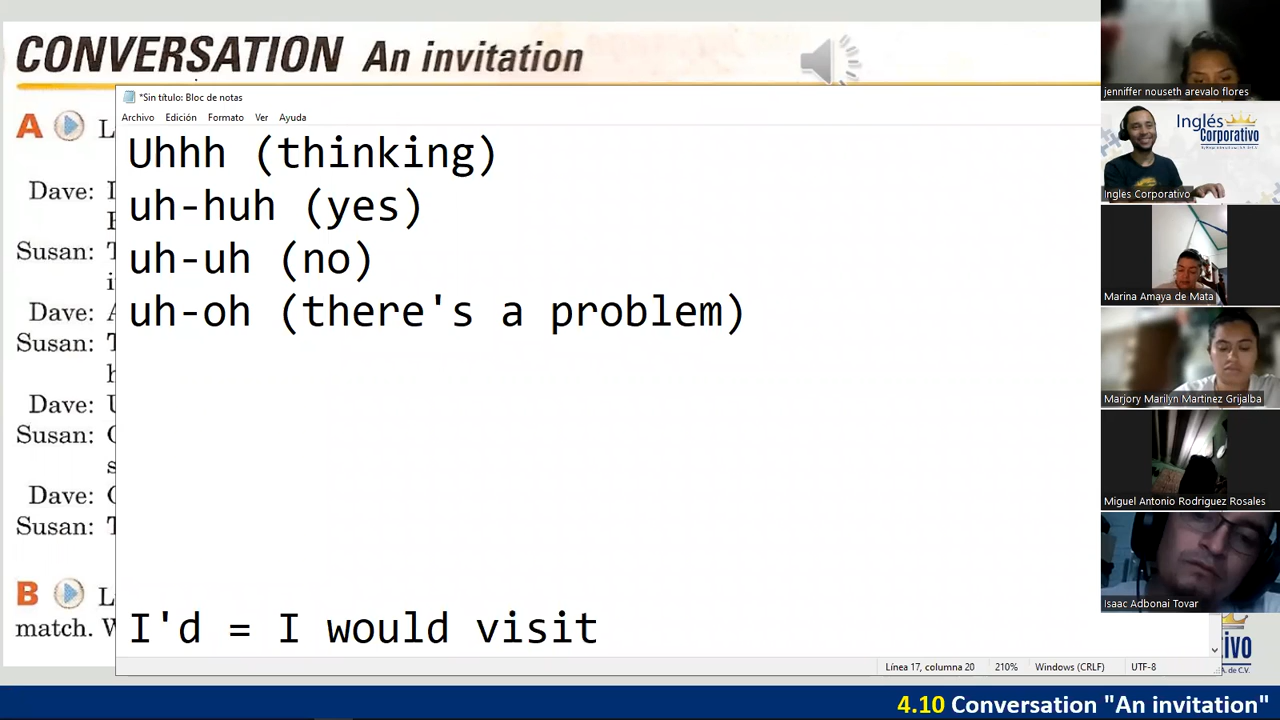 CONVERSATION An invitation
A L
Dave: I
Susan: T
Dave: A
Susan: T
h
Dave: U
Susan: C
s
Dave: C
Susan: T
B L
match. W
*Sin título: Bloc de notas
Archivo Edición Formato Ver Ayuda
Uhhh (thinking)
uh-huh (yes)
uh-uh (no)
uh-oh (there's a problem)
I'd = I would visit
Línea 17, columna 20 210% Windows (CRLF) UTF-8
jenniffer nouseth arevalo flores
Inglés
Corporativo
Ingles Corporativo
Marina Amaya de Mata
Marjory Marilyn Martinez Grijalba
Miguel Antonio Rodriguez Rosales
Isaac Adbonai Tovar
ivo
A. de C.V.
4.10 Conversation "An invitation"